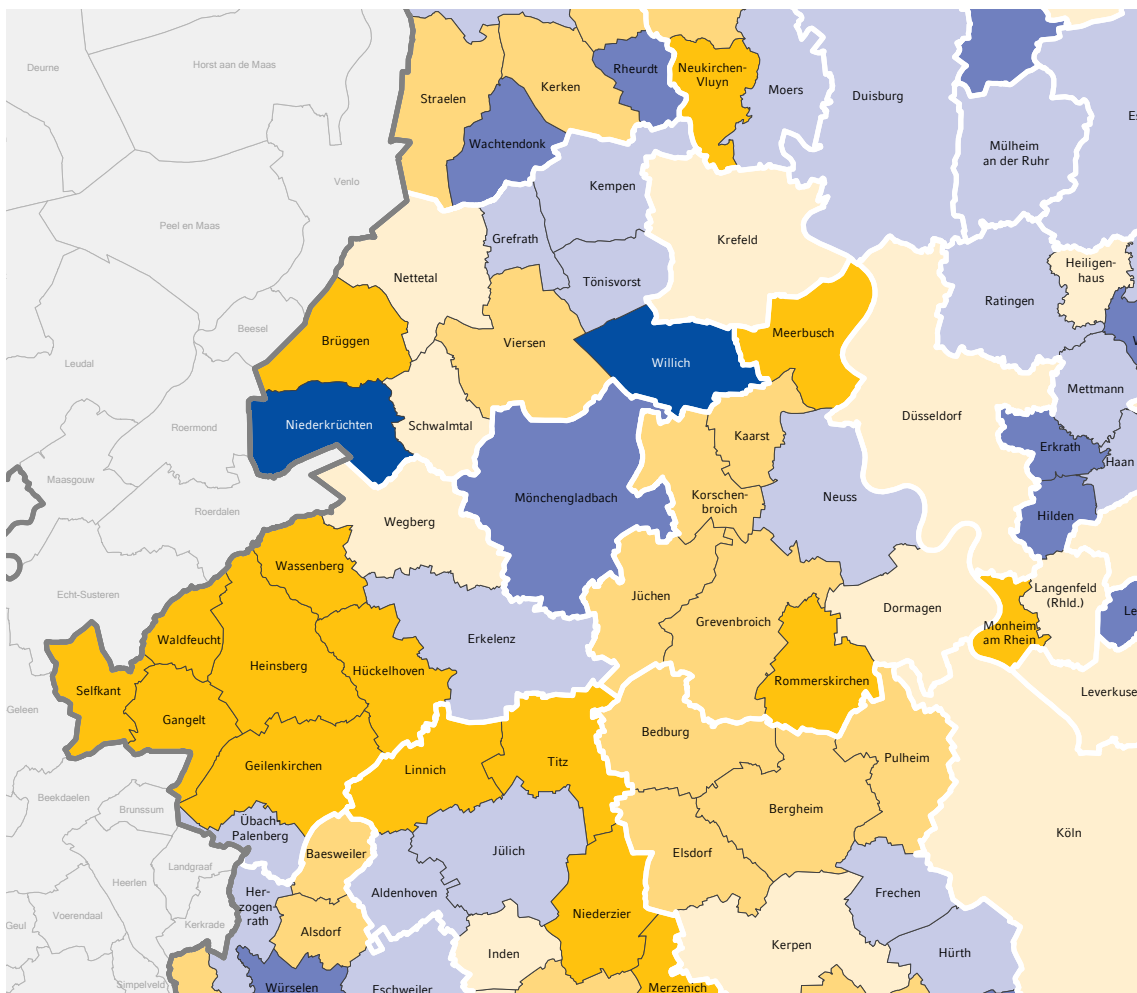 Deurne
Horst aan de Maas
Straelen
Kerken
Rheurdt
Neukirchen-
Vluyn
Moers
Duisburg
Es
Wachtendonk
Mülheim
an der Ruhr
Venlo
Kempen
Peel en Maas
Grefrath
Krefeld
Nettetal
Tönisvorst
Heiligen-
haus
Ratingen
Beesel
Brüggen
Viersen
Meerbusch
W
Leudal
Willich
Mettmann
Roermond
Niederkrüchten
Schwalmtal
Düsseldorf
Kaarst
Erkrath
Haan
Maasgouw
Mönchengladbach
Korschen-
broich
Neuss
Roerdalen
Wegberg
Hilden
Wassenberg
Echt-Susteren
Jüchen
Dormagen
Langenfeld
(Rhld.)
Le
Waldfeucht
Erkelenz
Grevenbroich
Monheim
am Rhein
Heinsberg
Hückelhoven
Rommerskirchen
Selfkant
Leverkuse
Geleen
Gangelt
Bedburg
Geilenkirchen
Linnich
Titz
Pulheim
Beekdaelen
Brunssum
Bergheim
Übach-
Palenberg
Köln
Baesweiler
Jülich
Elsdorf
Landgraaf
Heerlen
Her-
zogen-
rath
Aldenhoven
Frechen
Voerendaal
Geul
Kerkrade
Alsdorf
Niederzier
Kerpen
Inden
Hürth
Simpelveld
Würselen
Eschweiler
Merzenich